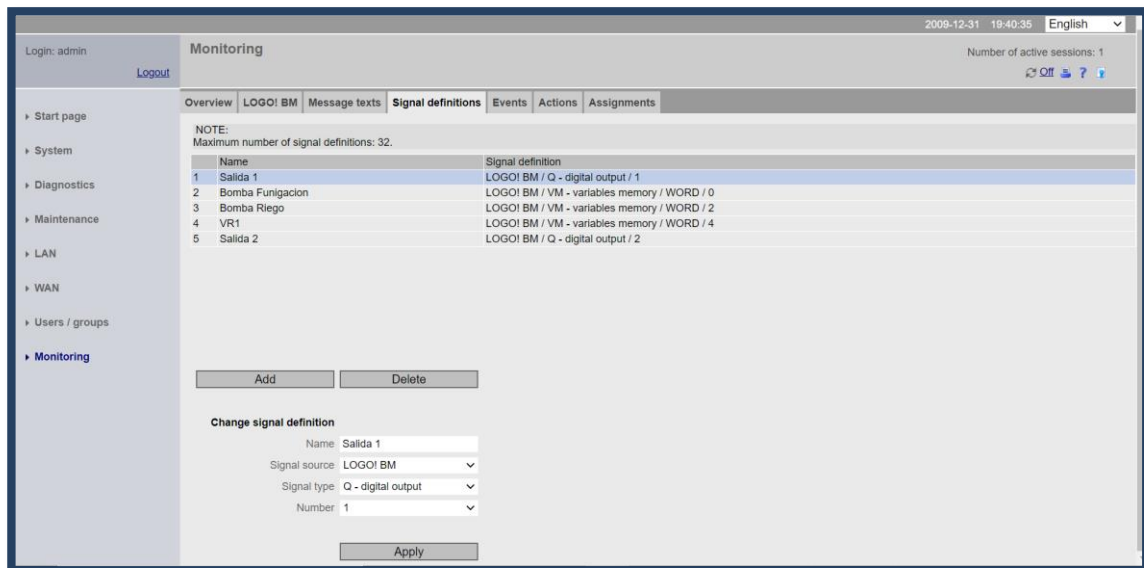 2009-12-31 19:40:35 English
Login: admin
Logout
Monitoring
Number of active sessions: 1
Off ?
Start page
System
Diagnostics
Maintenance
LAN
WAN
Users / groups
Monitoring
Overview LOGO! BM Message texts Signal definitions Events Actions Assignments
NOTE:
Maximum number of signal definitions: 32.
Name Signal definition
1 Salida 1 LOGO! BM / Q - digital output / 1
2 Bomba Funigacion LOGO! BM / VM - variables memory / WORD / 0
3 Bomba Riego LOGO! BM / VM - variables memory / WORD / 2
4 VR1 LOGO! BM / VM - variables memory / WORD / 4
5 Salida 2 LOGO! BM / Q - digital output / 2
Add Delete
Change signal definition
Name Salida 1
Signal source LOGO! BM
Signal type Q - digital output
Number 1
Apply